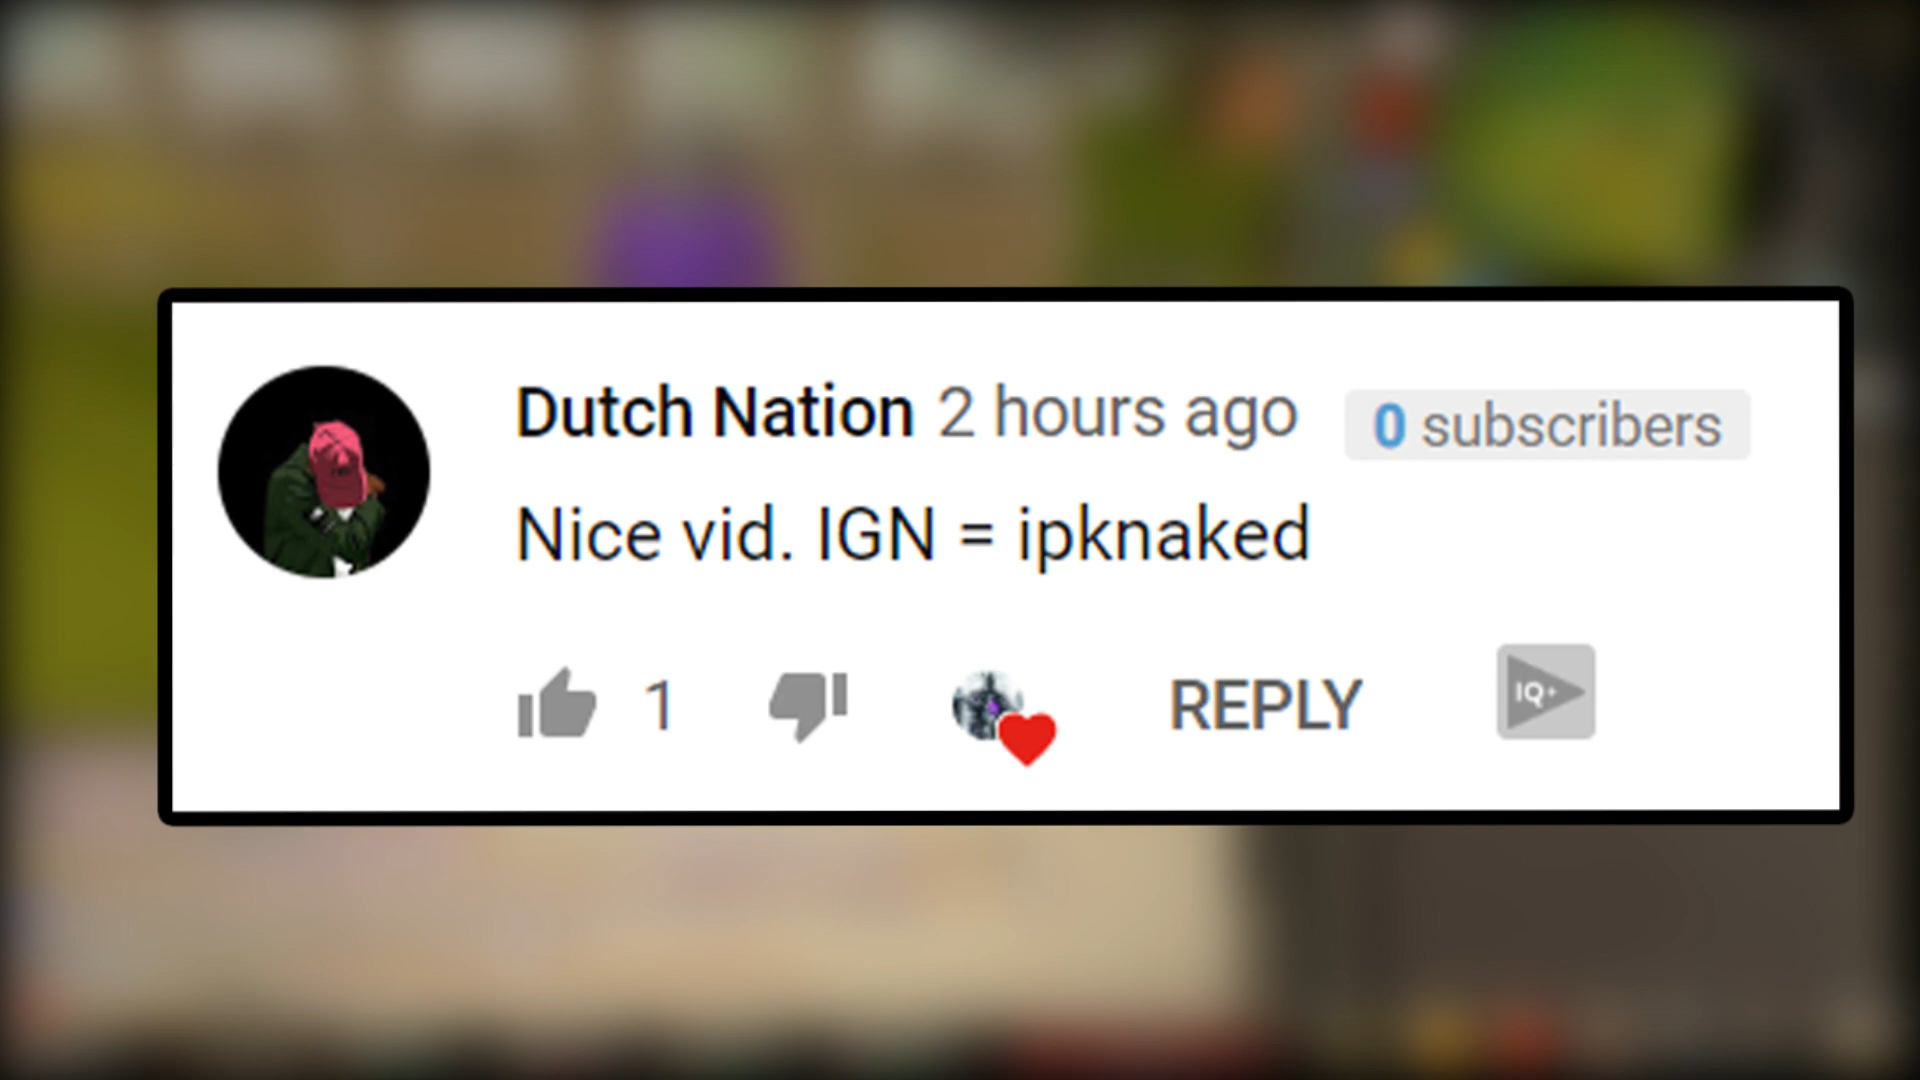 Dutch Nation 2 hours ago 0 subscribers
Nice vid. IGN = ipknaked
1 REPLY IQ+